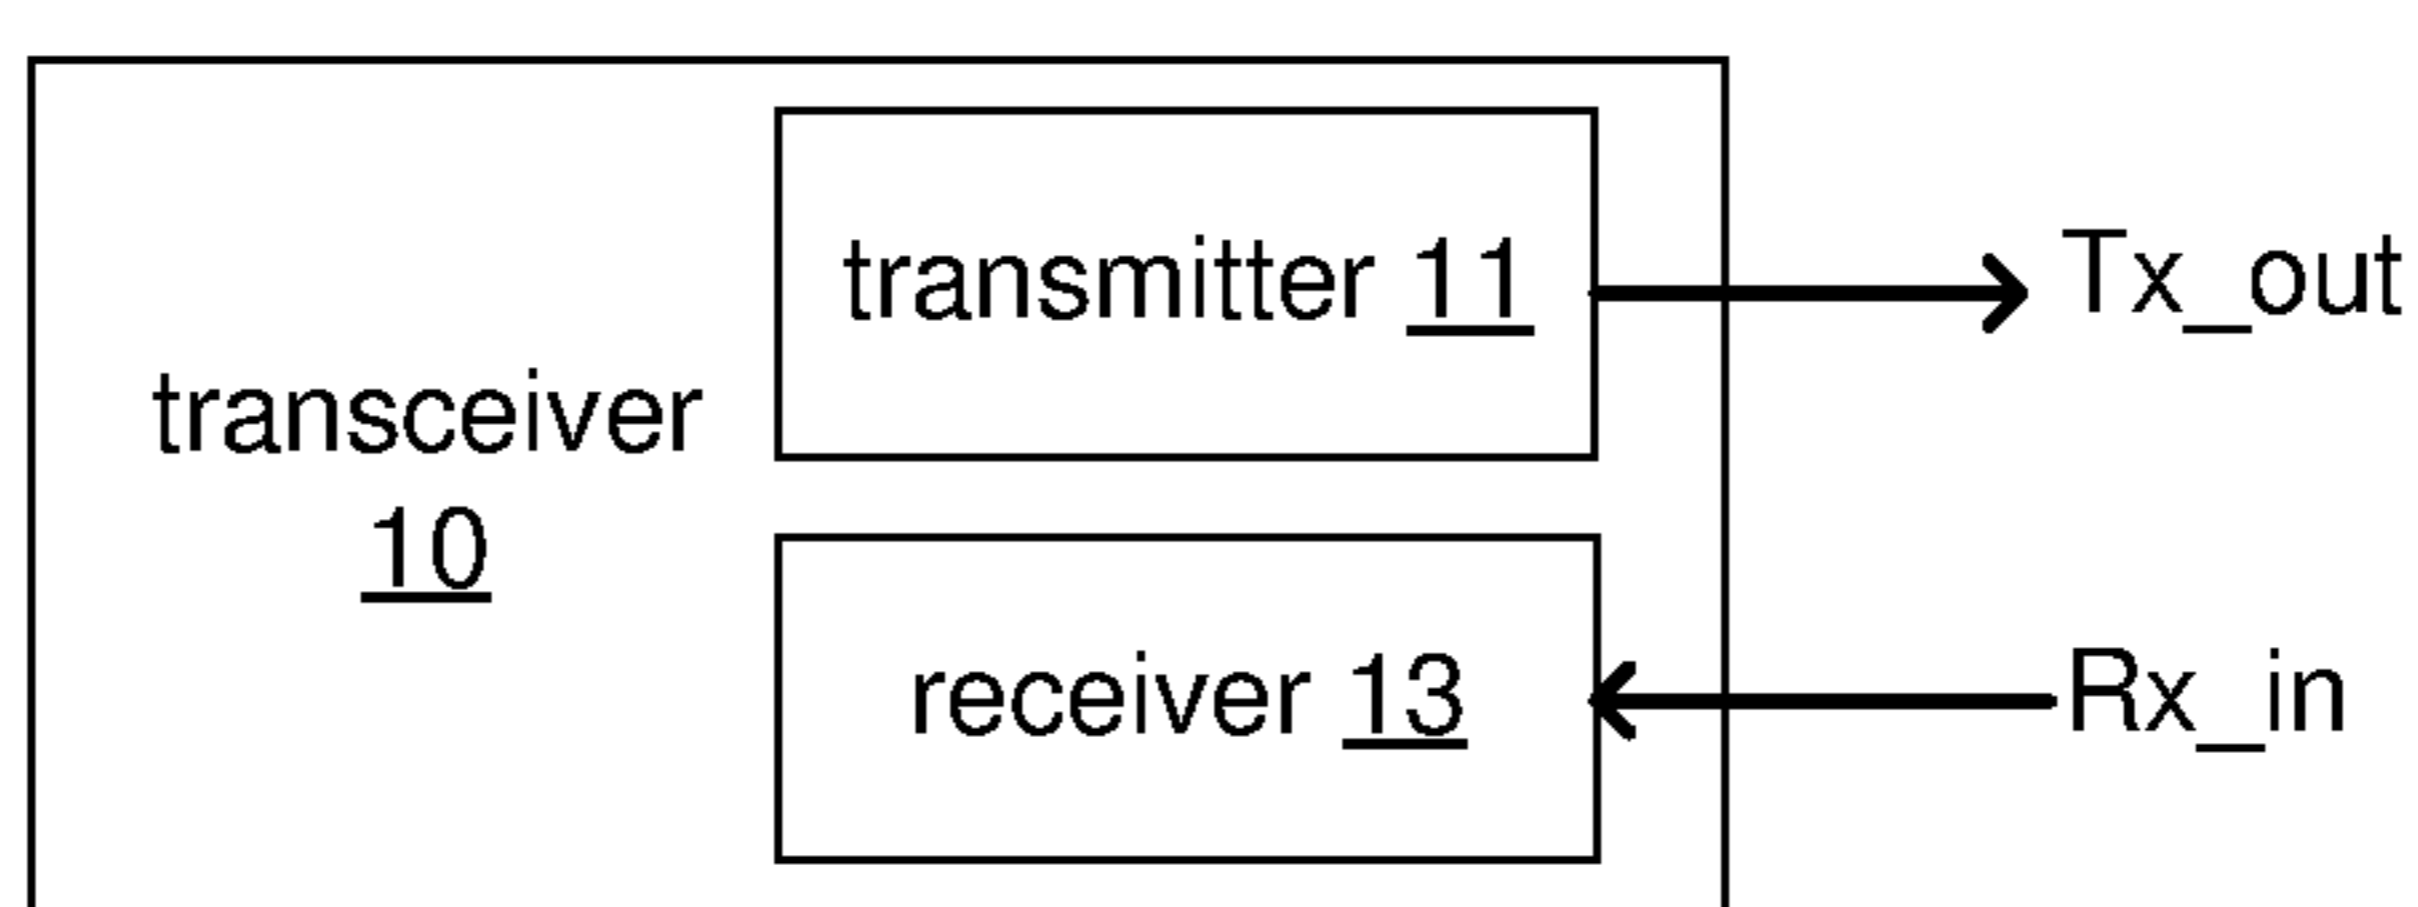 transmitter 11
Tx_out
transceiver
10
receiver 13
Rx_in